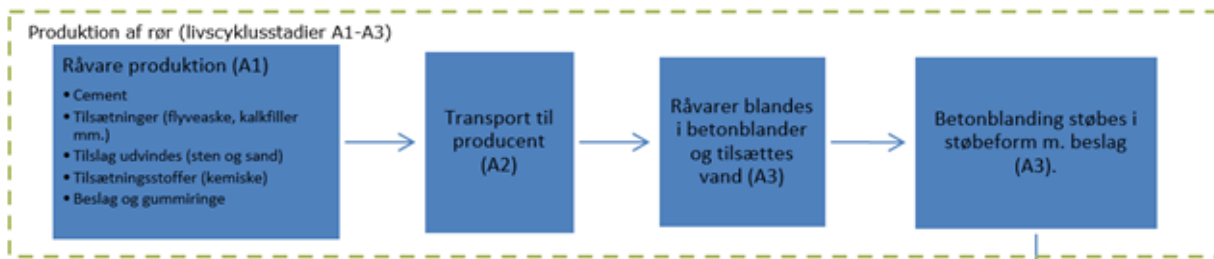 Produktion af rør (livscyklusstadier A1-A3)
Råvare produktion (A1)
• Cement
• Tilsætninger (flyveaske, kalkfiller
mm.)
• Tilslag udvindes (sten og sand)
• Tilsætningsstoffer (kemiske)
• Beslag og gummiringe
Transport til
producent
(A2)
Råvarer blandes
i betonblander
og tilsættes
vand (A3)
Betonblanding støbes i
støbeform m. beslag
(A3).